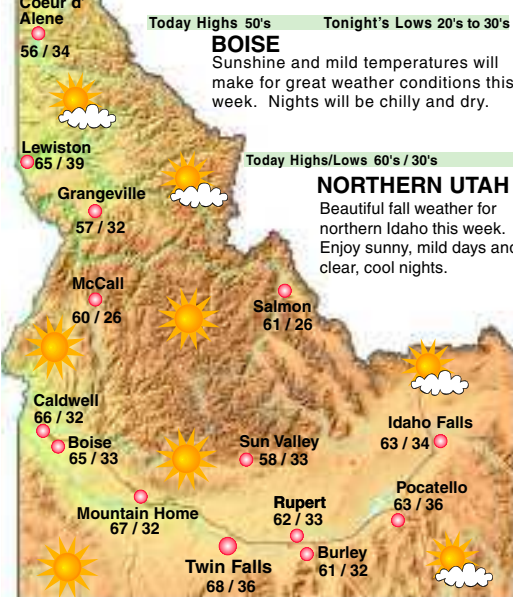 Coeur d'
Alene
56 / 34
Today Highs 50's Tonight's Lows 20's to 30's
BOISE
Sunshine and mild temperatures will
make for great weather conditions this
week. Nights will be chilly and dry.
Lewiston
65 / 39
Today Highs/Lows 60's / 30's
NORTHERN UTAH
Beautiful fall weather for
northern Idaho this week.
Enjoy sunny, mild days and
clear, cool nights.
Grangeville
57 / 32
McCall
60 / 26
Salmon
61 / 26
Caldwell
66 / 32
Boise
65 / 33
Sun Valley
58 / 33
Idaho Falls
63 / 34
Mountain Home
67 / 32
Rupert
62 / 33
Pocatello
63 / 36
Twin Falls
68 / 36
Burley
61 / 32